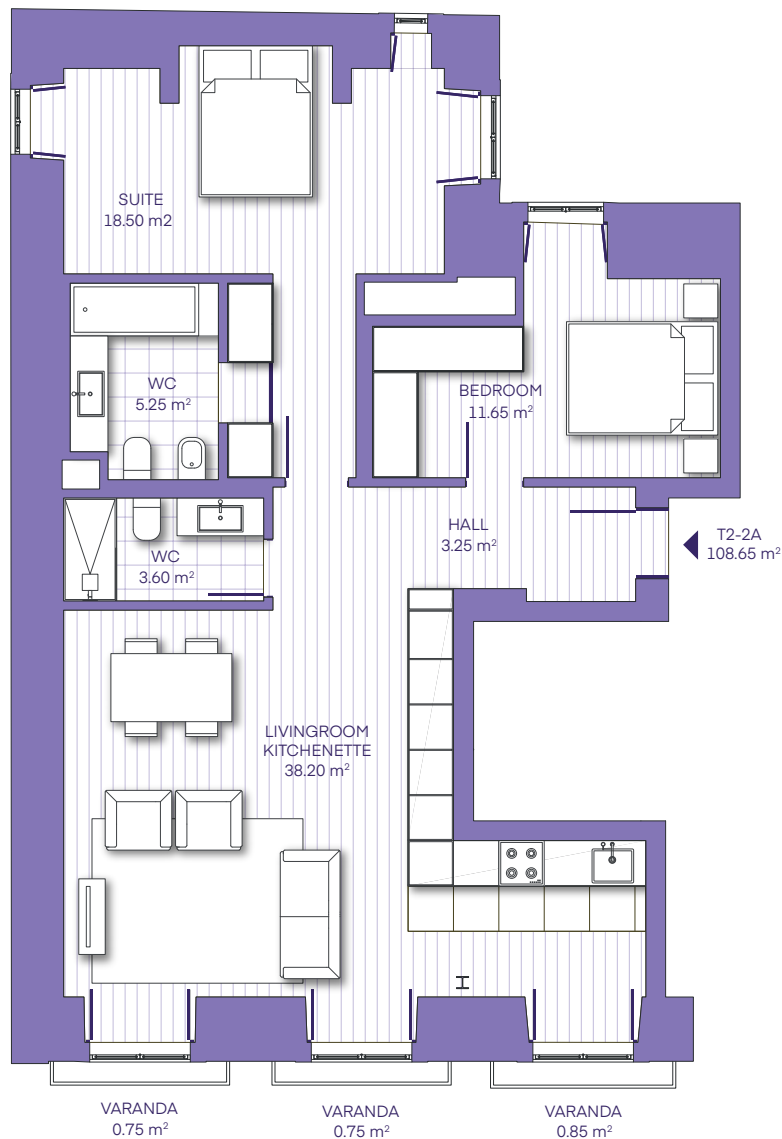 SUITE
18.50 m2
WC
5.25 m²
BEDROOM
11.65 m²
HALL
3.25 m²
T2-2A
108.65 m²
WC
3.60 m²
LIVINGROOM
KITCHENETTE
38.20 m²
VARANDA
0.75 m²
VARANDA
0.75 m²
VARANDA
0.85 m²